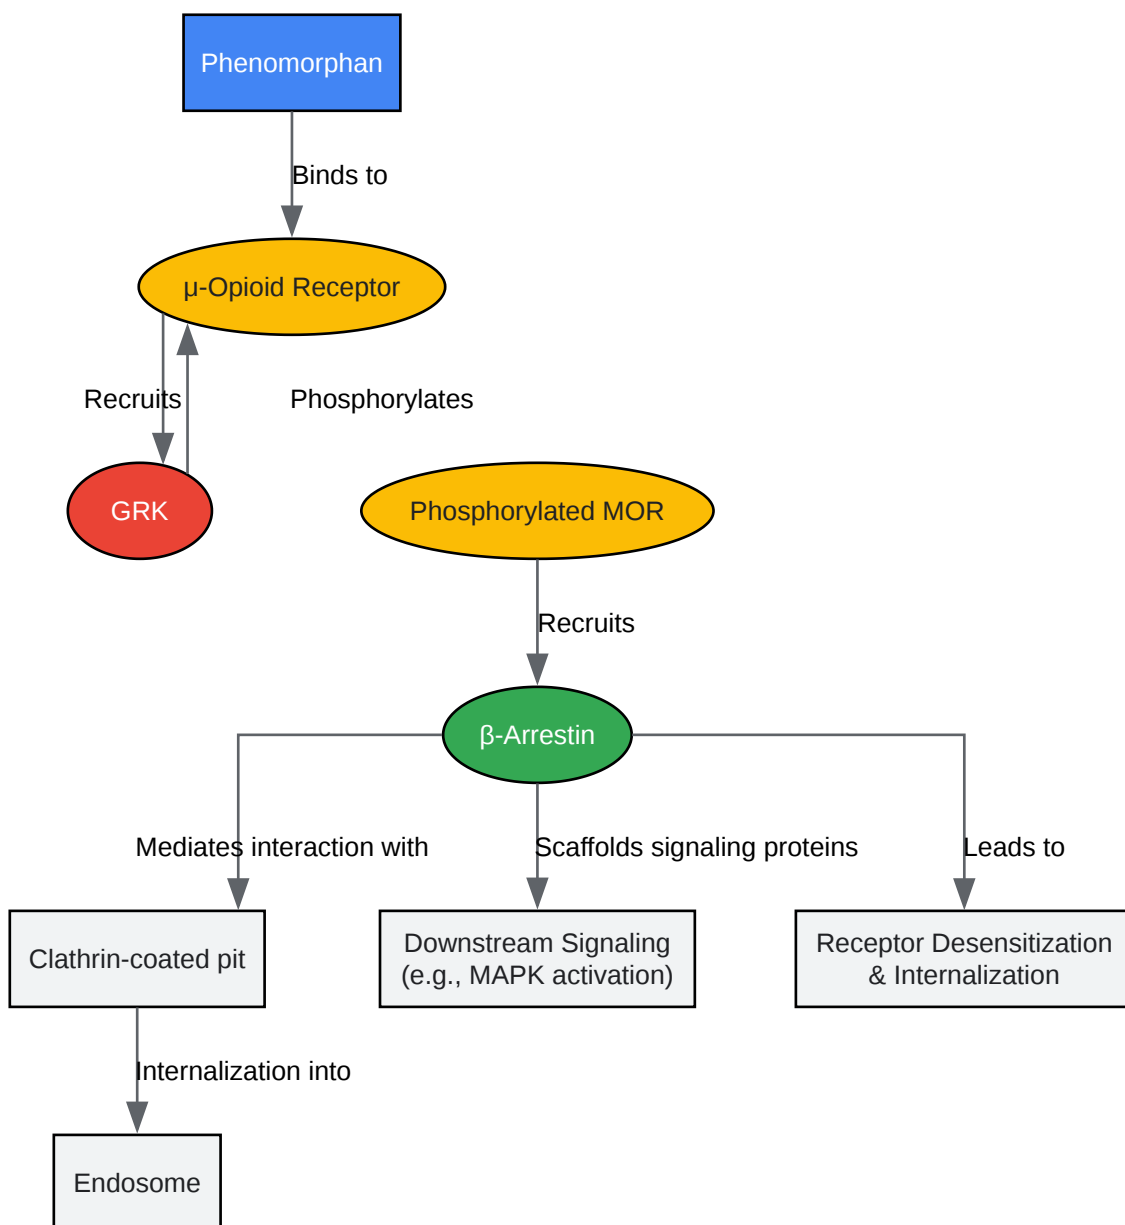 Phenomorphan
Binds to
μ-Opioid Receptor
Recruits
Phosphorylates
GRK
Phosphorylated MOR
Recruits
β-Arrestin
Mediates interaction with
Scaffolds signaling proteins
Leads to
Clathrin-coated pit
Downstream Signaling
(e.g., MAPK activation)
Receptor Desensitization
& Internalization
Internalization into
Endosome